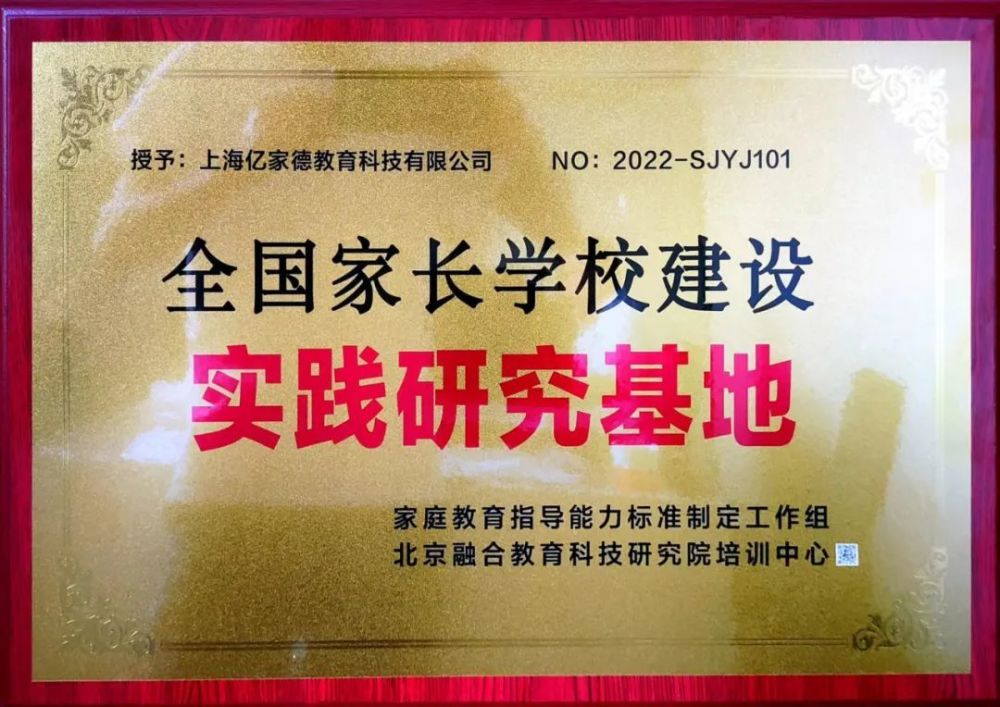 授予：上海亿家德教育科技有限公司 NO：2022-SJYJ101
全国家长学校建设
实践研究基地
家庭教育指导能力标准制定工作组
北京融合教育科技研究院培训中心